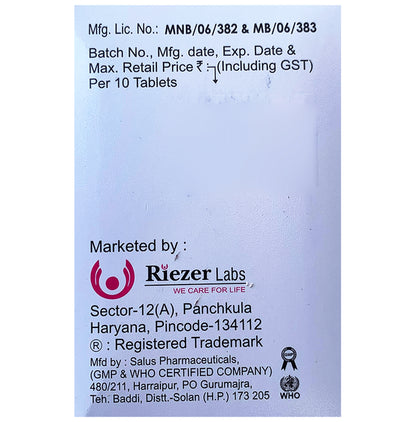 Mfg. Lic. No.: MNB/06/382 & MB/06/383
Batch No., Mfg. date, Exp. Date &
Max. Retail Price ₹ :(Including GST)
Per 10 Tablets
Marketed by :
Riezer Labs
WE CARE FOR LIFE
Sector-12(A), Panchkula
Haryana, Pincode-134112
® : Registered Trademark
Mfd by : Salus Pharmaceuticals,
(GMP & WHO CERTIFIED COMPANY)
480/211, Harraipur, PO Gurumajra,
Teh. Baddi, Distt.-Solan (H.P.) 173 205
WHO